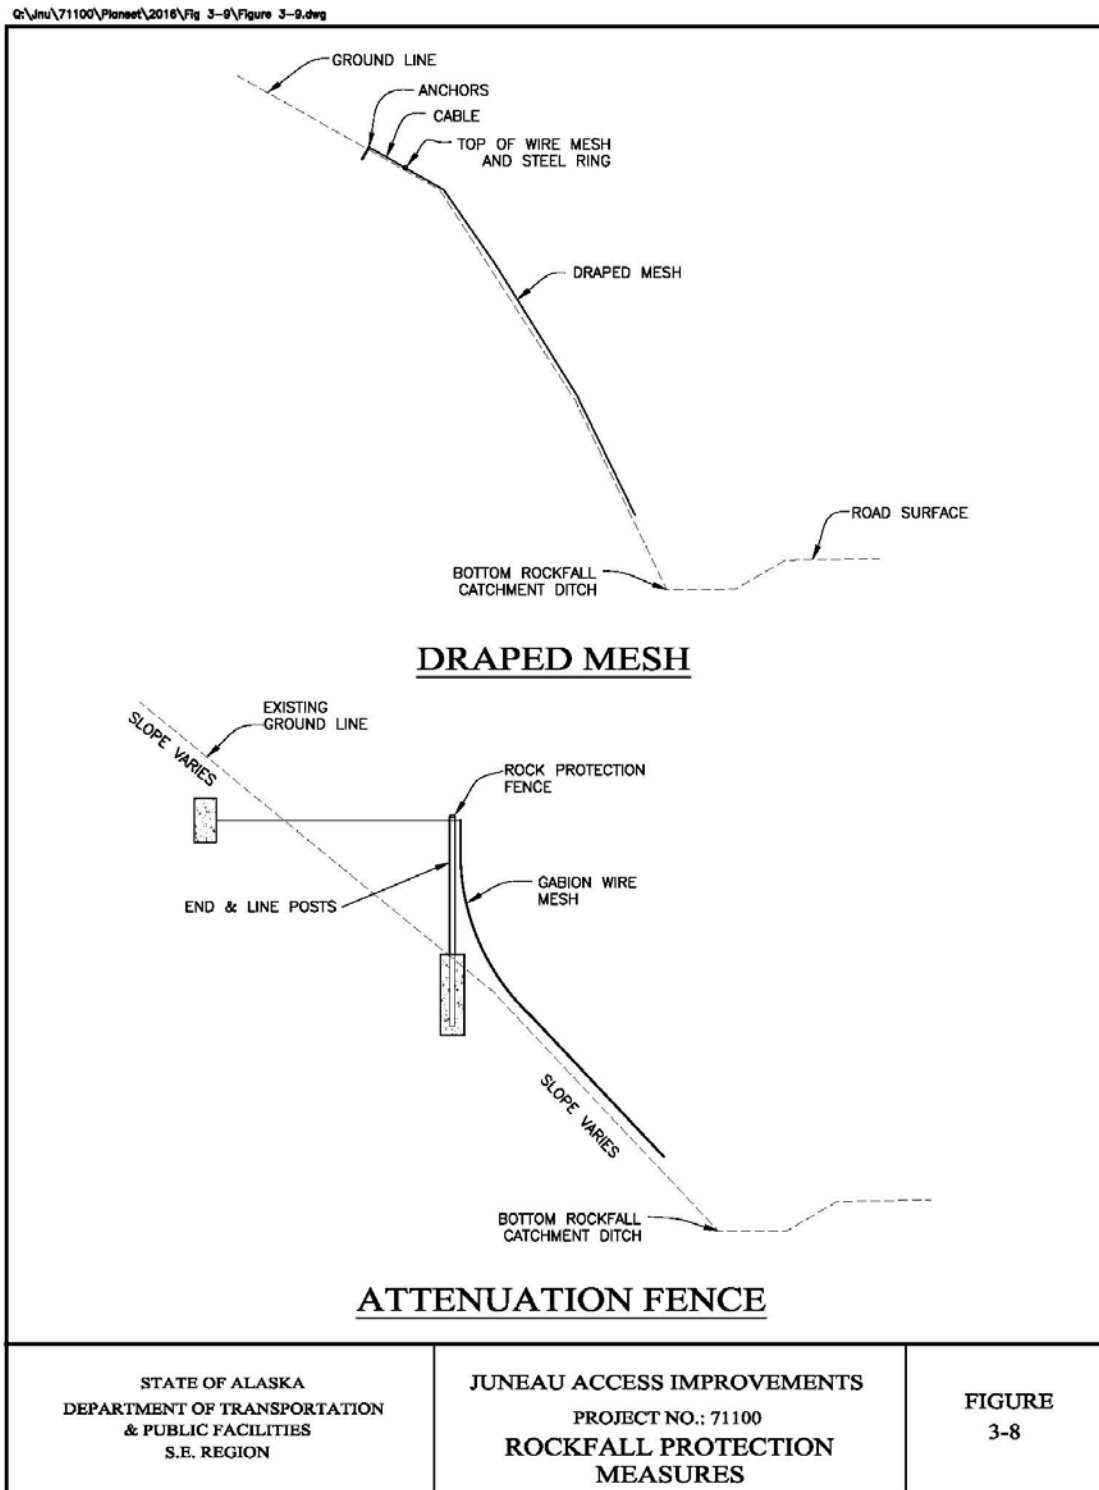 Q:\Jnu\71100\Planset\2016\Fig 3-9\Figure 3-9.dwg
GROUND LINE
ANCHORS
CABLE
TOP OF WIRE MESH
AND STEEL RING
DRAPED MESH
ROAD SURFACE
BOTTOM ROCKFALL
CATCHMENT DITCH
DRAPED MESH
EXISTING
GROUND LINE
SLOPE VARIES
ROCK PROTECTION
FENCE
GABION WIRE
MESH
END & LINE POSTS
SLOPE VARIES
BOTTOM ROCKFALL
CATCHMENT DITCH
ATTENUATION FENCE
STATE OF ALASKA
DEPARTMENT OF TRANSPORTATION
& PUBLIC FACILITIES
S.E. REGION
JUNEAU ACCESS IMPROVEMENTS
PROJECT NO.: 71100
ROCKFALL PROTECTION
MEASURES
FIGURE
3-8